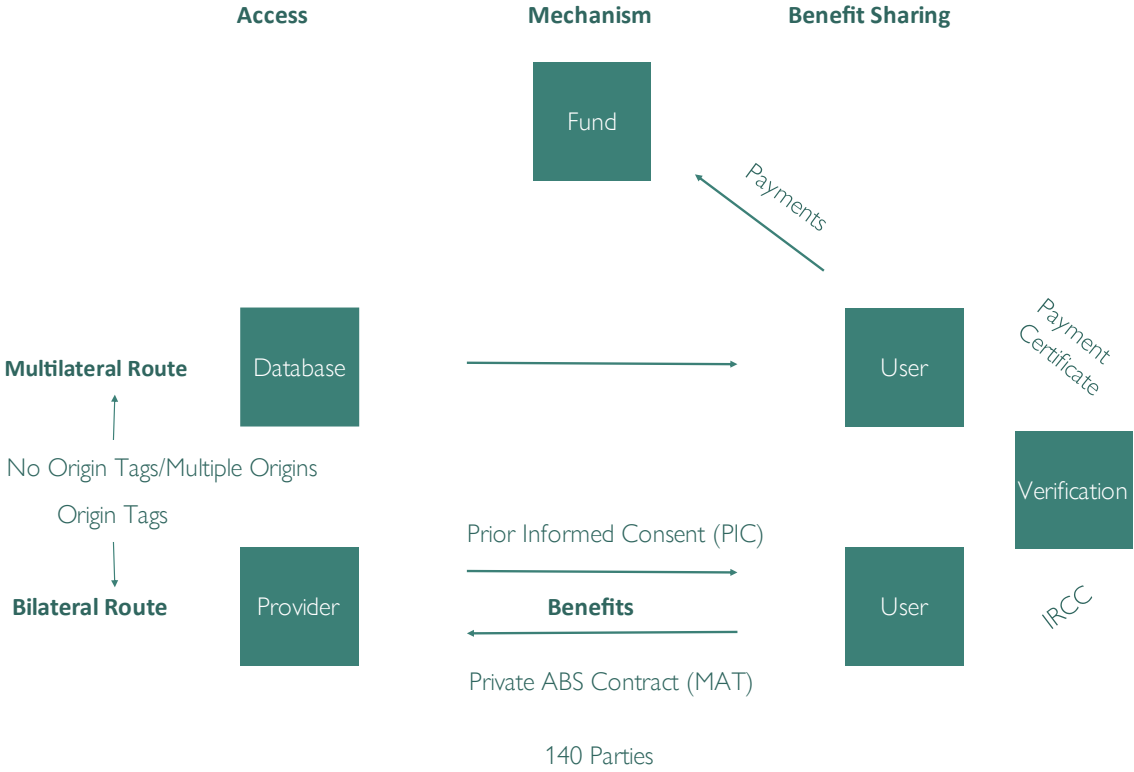 Access
Mechanism
Benefit Sharing
Fund
Payments
Multilateral Route
Database
User
Payment
Certificate
No Origin Tags/Multiple Origins
Origin Tags
Verification
Prior Informed Consent (PIC)
Bilateral Route
Provider
Benefits
User
IRCC
Private ABS Contract (MAT)
140 Parties